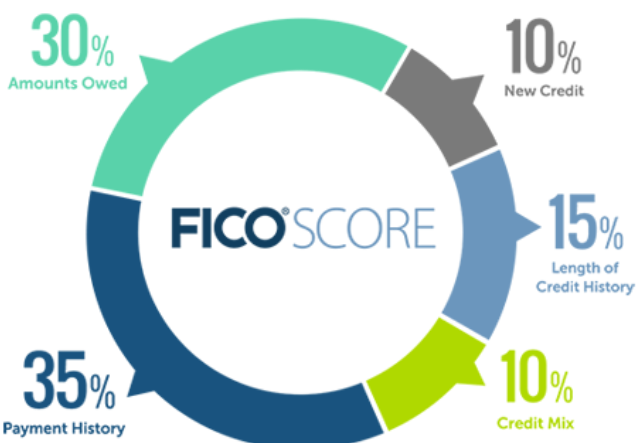 30%
Amounts Owed
10%
New Credit
FICO® SCORE
15%
Length of
Credit History
35%
Payment History
10%
Credit Mix